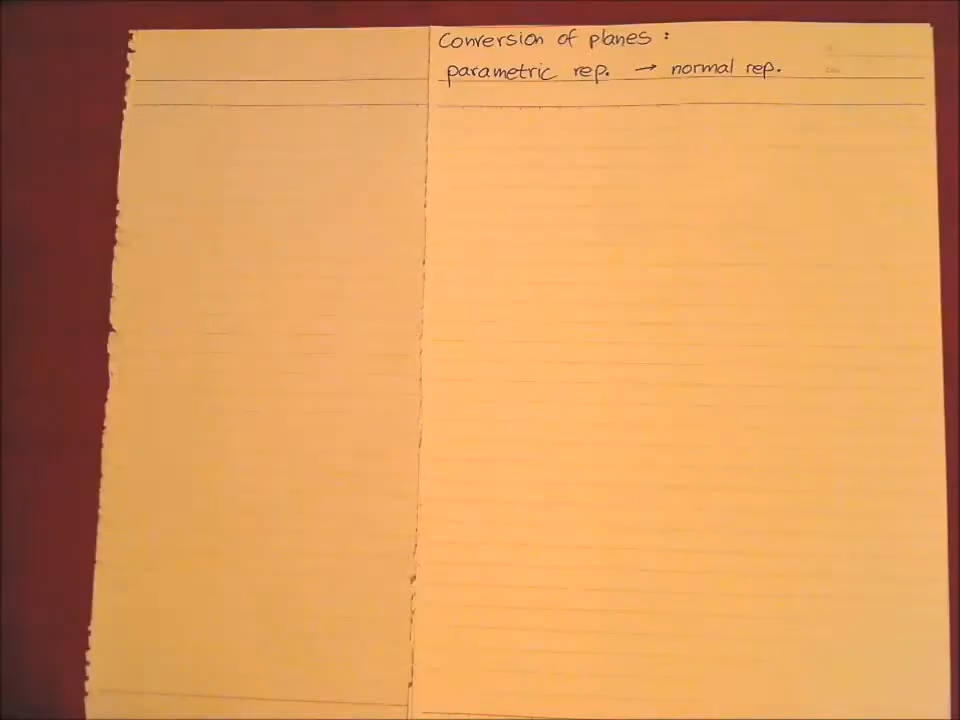 Conversion of planes :
parametric rep. → normal rep.